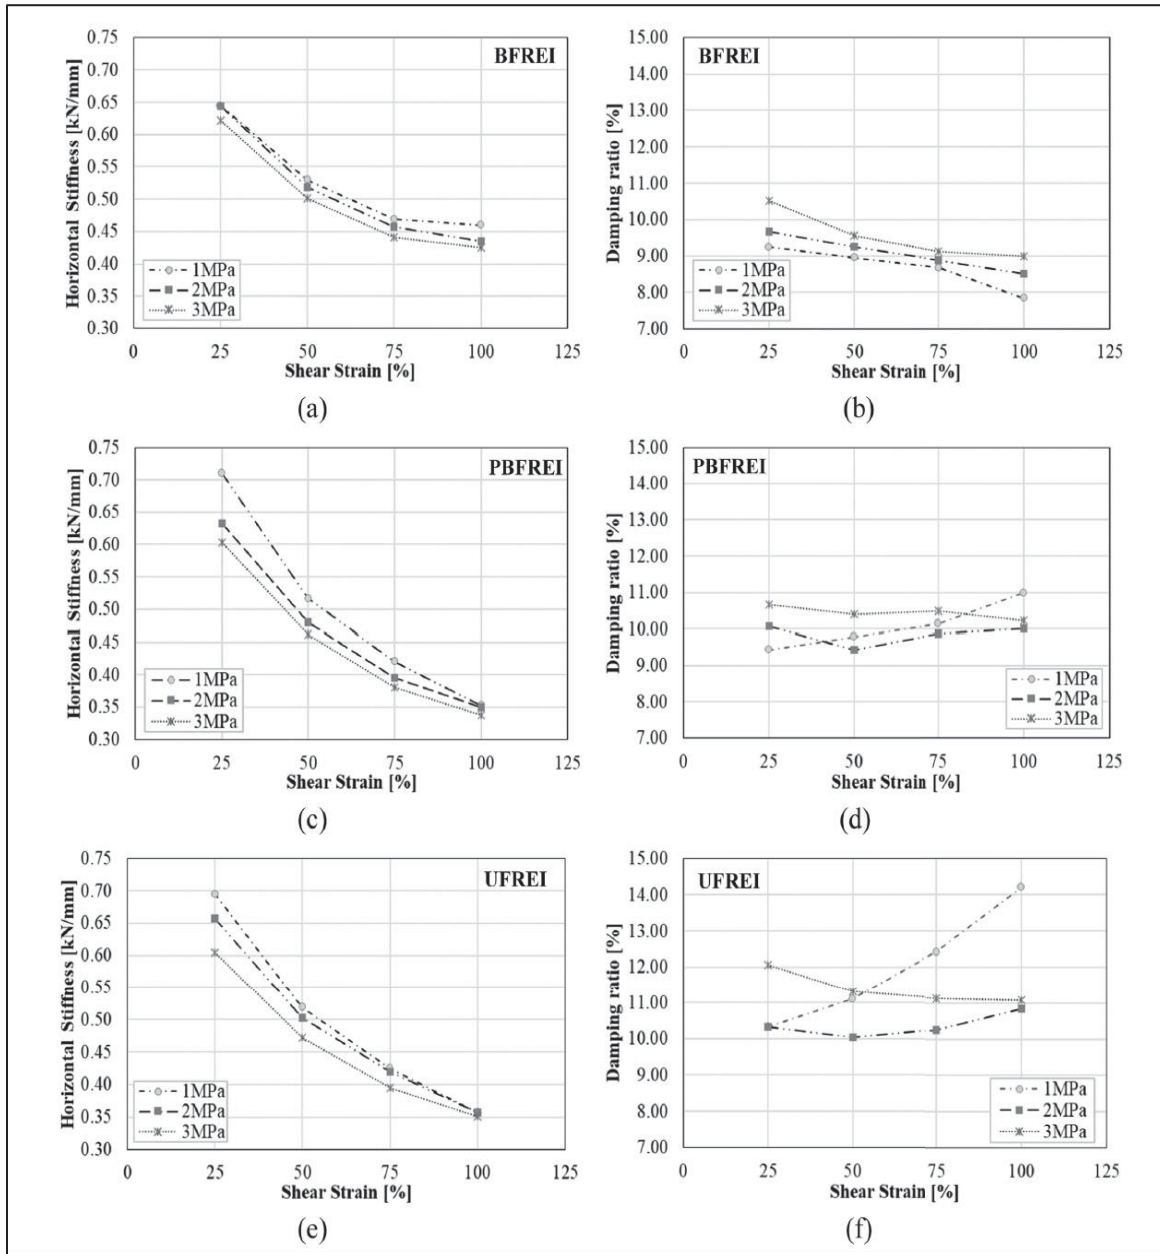 BFREI
Horizontal Stiffness [kN/mm]
0.75
0.70
0.65
0.60
0.55
0.50
0.45
0.40
0.35
0.30
1MPa
2MPa
3MPa
0 25 50 75 100 125
Shear Strain [%]
(a)
BFREI
Damping ratio [%]
15.00
14.00
13.00
12.00
11.00
10.00
9.00
8.00
7.00
1MPa
2MPa
3MPa
0 25 50 75 100 125
Shear Strain [%]
(b)
PBFREI
Horizontal Stiffness [kN/mm]
0.75
0.70
0.65
0.60
0.55
0.50
0.45
0.40
0.35
0.30
1MPa
2MPa
3MPa
0 25 50 75 100 125
Shear Strain [%]
(c)
PBFREI
Damping ratio [%]
15.00
14.00
13.00
12.00
11.00
10.00
9.00
8.00
7.00
1MPa
2MPa
3MPa
0 25 50 75 100 125
Shear Strain [%]
(d)
UFREI
Horizontal Stiffness [kN/mm]
0.75
0.70
0.65
0.60
0.55
0.50
0.45
0.40
0.35
0.30
1MPa
2MPa
3MPa
0 25 50 75 100 125
Shear Strain [%]
(e)
UFREI
Damping ratio [%]
15.00
14.00
13.00
12.00
11.00
10.00
9.00
8.00
7.00
1MPa
2MPa
3MPa
0 25 50 75 100 125
Shear Strain [%]
(f)